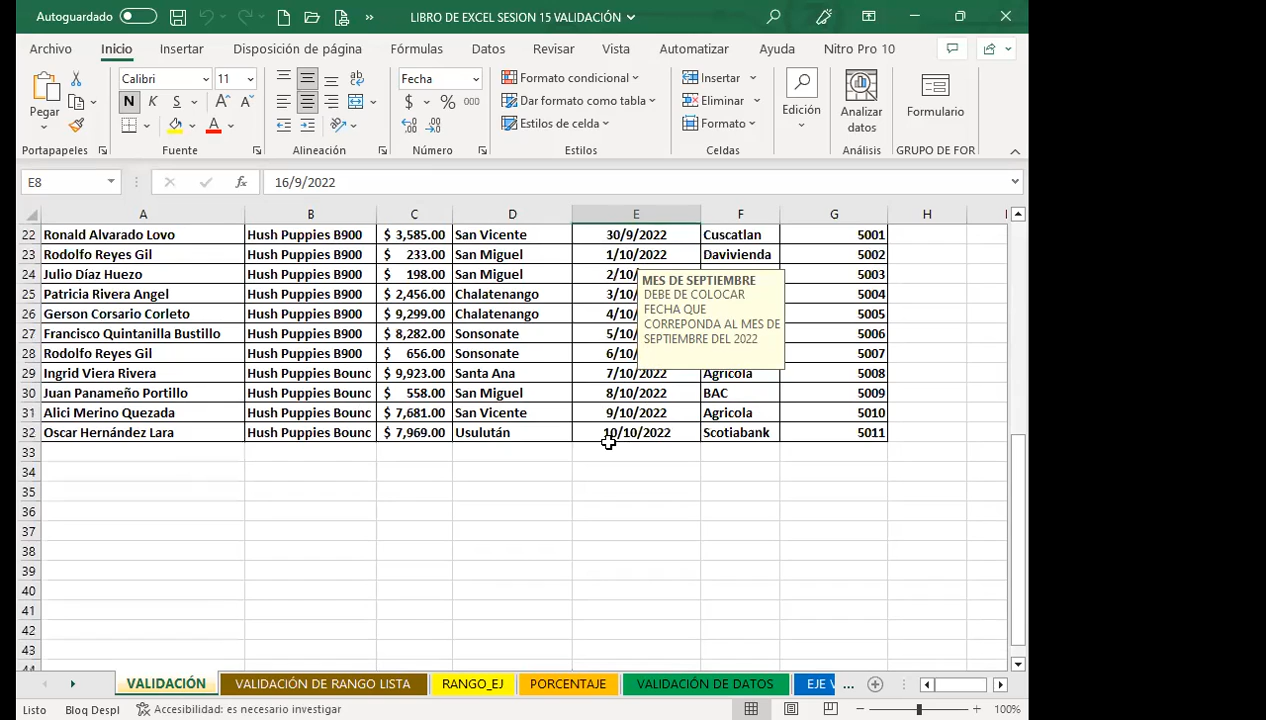 Autoguardado LIBRO DE EXCEL SESION 15 VALIDACIÓN
Archivo Inicio Insertar Disposición de página Fórmulas Datos Revisar Vista Automatizar Ayuda Nitro Pro 10
Pegar
Calibri 11
N K S
Fecha
$ % 000
Formato condicional
Dar formato como tabla
Estilos de celda
Insertar
Eliminar
Formato
Edición
Analizar datos
Formulario
Portapapeles Fuente Alineación Número Estilos Celdas Análisis GRUPO DE FOR
E8 fx 16/9/2022
A B C D E F G H I
22 Ronald Alvarado Lovo Hush Puppies B900 $ 3,585.00 San Vicente 30/9/2022 Cuscatlan 5001
23 Rodolfo Reyes Gil Hush Puppies B900 $ 233.00 San Miguel 1/10/2022 Davivienda 5002
24 Julio Díaz Huezo Hush Puppies B900 $ 198.00 San Miguel 2/10/ 5003
25 Patricia Rivera Angel Hush Puppies B900 $ 2,456.00 Chalatenango 3/10/ 5004
26 Gerson Corsario Corleto Hush Puppies B900 $ 9,299.00 Chalatenango 4/10/ 5005
27 Francisco Quintanilla Bustillo Hush Puppies B900 $ 8,282.00 Sonsonate 5/10/ 5006
28 Rodolfo Reyes Gil Hush Puppies B900 $ 656.00 Sonsonate 6/10/ 5007
29 Ingrid Viera Rivera Hush Puppies Bounc $ 9,923.00 Santa Ana 7/10/2022 Agricola 5008
30 Juan Panameño Portillo Hush Puppies Bounc $ 558.00 San Miguel 8/10/2022 BAC 5009
31 Alici Merino Quezada Hush Puppies Bounc $ 7,681.00 San Vicente 9/10/2022 Agricola 5010
32 Oscar Hernández Lara Hush Puppies Bounc $ 7,969.00 Usulután 10/10/2022 Scotiabank 5011
MES DE SEPTIEMBRE
DEBE DE COLOCAR
FECHA QUE
CORREPONDA AL MES DE
SEPTIEMBRE DEL 2022
33
34
35
36
37
38
39
40
41
42
43
44
VALIDACIÓN VALIDACIÓN DE RANGO LISTA RANGO_EJ PORCENTAJE VALIDACIÓN DE DATOS EJE V ...
Listo Bloq Despl Accesibilidad: es necesario investigar 100%